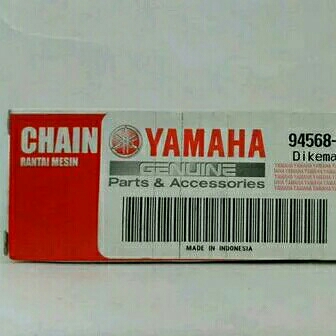 CHAIN
RANTAI MESIN
YAMAHA
GENUINE
Parts & Accessories
94568-
Dikema
MADE IN INDONESIA